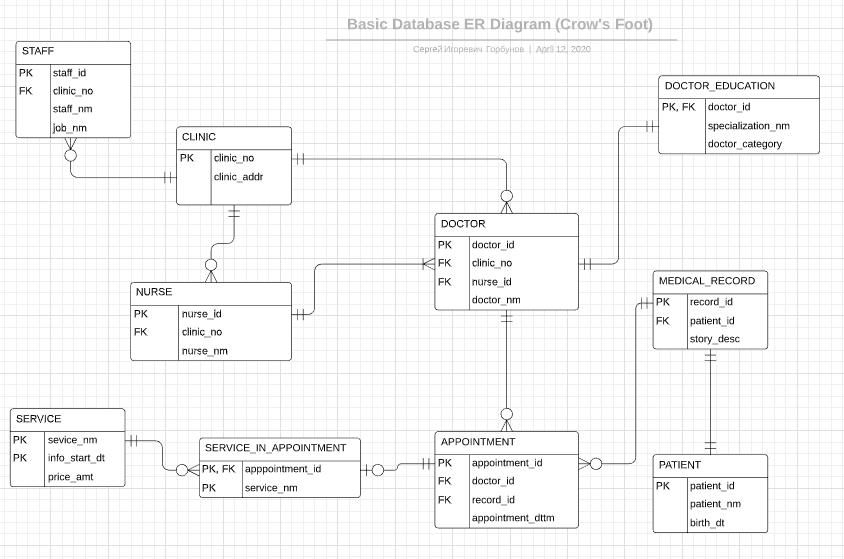 Basic Database ER Diagram (Crow's Foot)
Сергей Игоревич Горбунов | April 12, 2020
STAFF
PK staff_id
FK clinic_no
staff_nm
job_nm
CLINIC
PK clinic_no
clinic_addr
DOCTOR_EDUCATION
PK, FK doctor_id
specialization_nm
doctor_category
DOCTOR
PK doctor_id
FK clinic_no
FK nurse_id
doctor_nm
NURSE
PK nurse_id
FK clinic_no
nurse_nm
MEDICAL_RECORD
PK record_id
FK patient_id
story_desc
SERVICE
PK sevice_nm
PK info_start_dt
price_amt
SERVICE_IN_APPOINTMENT
PK, FK apppointment_id
PK service_nm
APPOINTMENT
PK appointment_id
FK doctor_id
FK record_id
appointment_dttm
PATIENT
PK patient_id
patient_nm
birth_dt